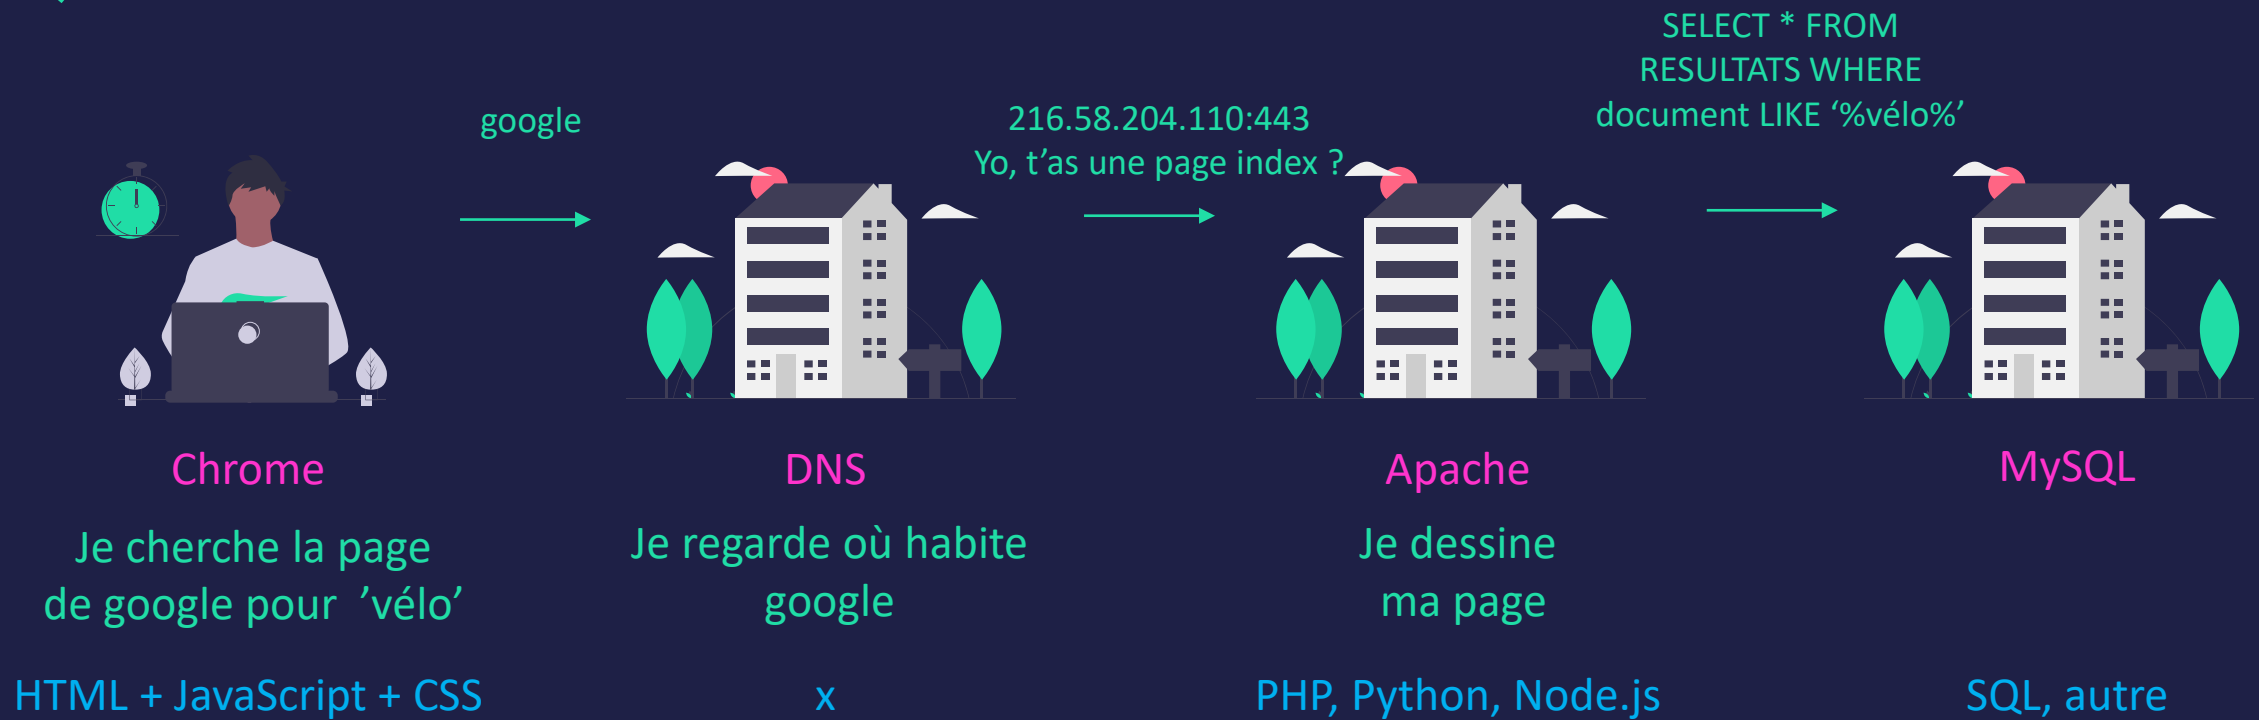 google
216.58.204.110:443
Yo, t’as une page index ?
SELECT * FROM
RESULTATS WHERE
document LIKE ‘%vélo%’
Chrome
DNS
Apache
MySQL
Je cherche la page
de google pour ’vélo’
Je regarde où habite
google
Je dessine
ma page
HTML + JavaScript + CSS
x
PHP, Python, Node.js
SQL, autre